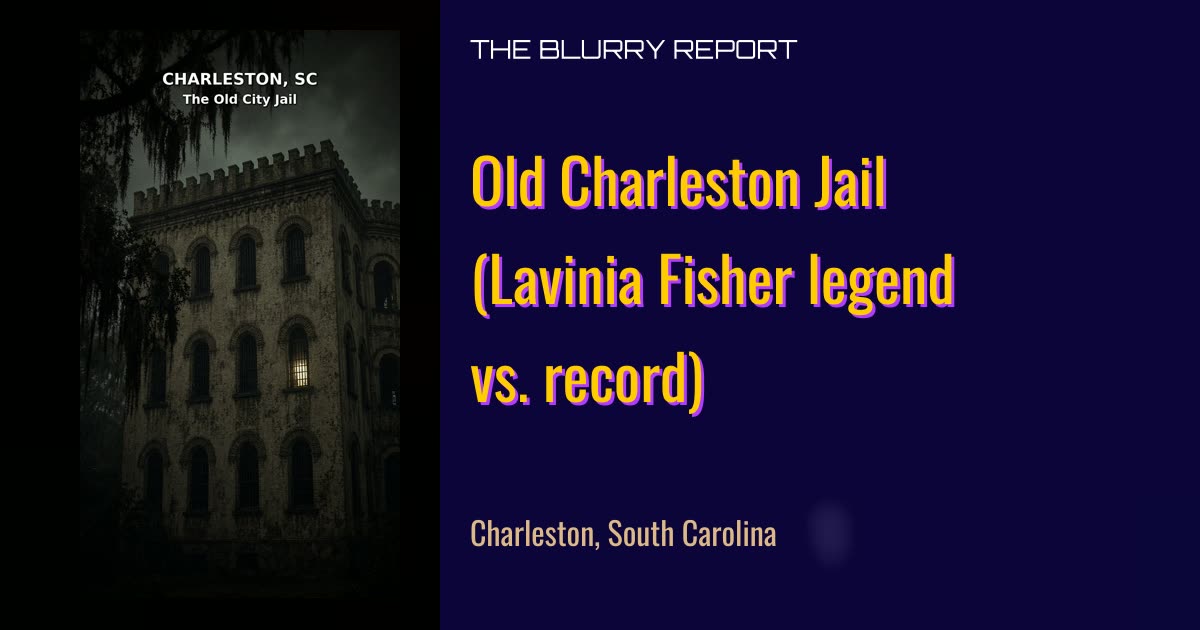 CHARLESTON, SC
The Old City Jail
THE BLURRY REPORT
Old Charleston Jail
(Lavinia Fisher legend
vs. record)
Charleston, South Carolina